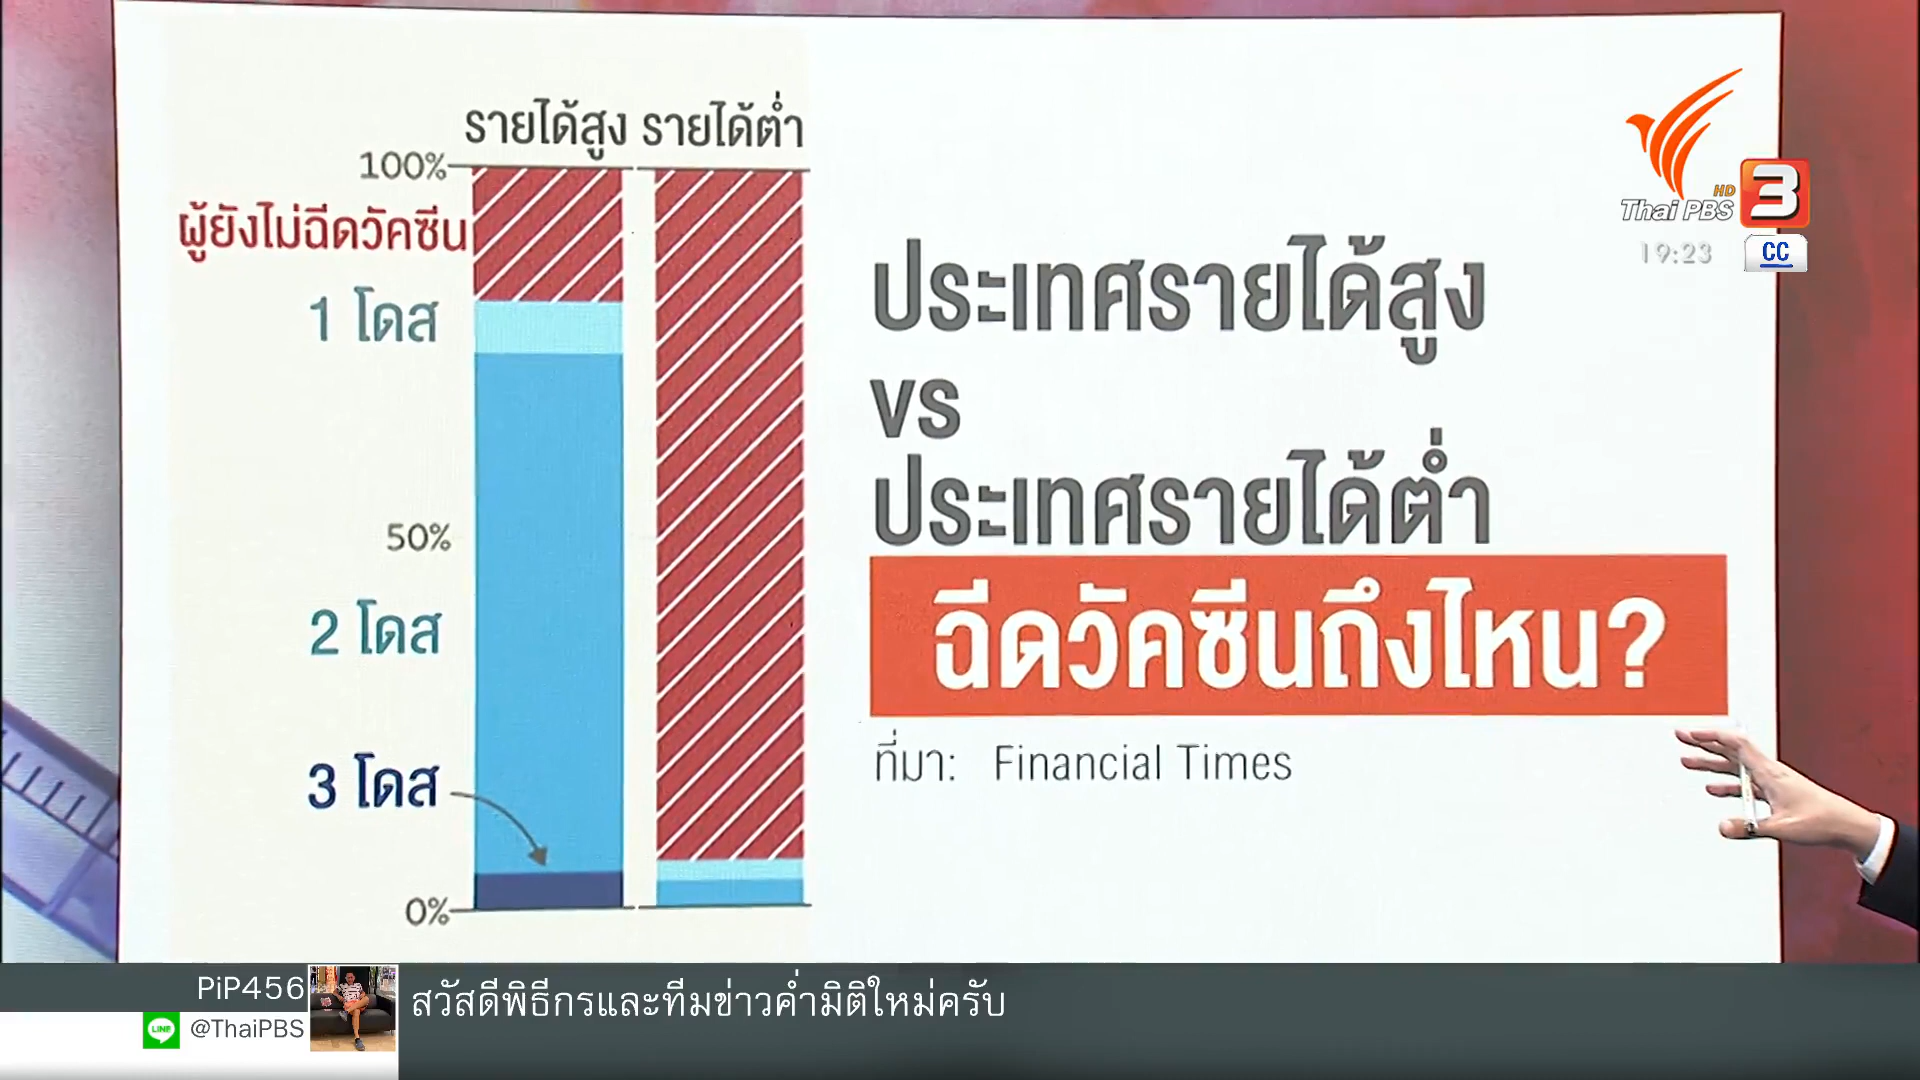 รายได้สูง รายได้ต่ำ
100%
ผู้ยังไม่ฉีดวัคซีน
1 โดส
50%
2 โดส
3 โดส
0%
ประเทศรายได้สูง
vs
ประเทศรายได้ต่ำ
ฉีดวัคซีนถึงไหน?
ที่มา: Financial Times
HD
Thai PBS 3
19:23
CC
PiP456
LINE @ThaiPBS
สวัสดีพิธีกรและทีมข่าวค่ำมิติใหม่ครับ